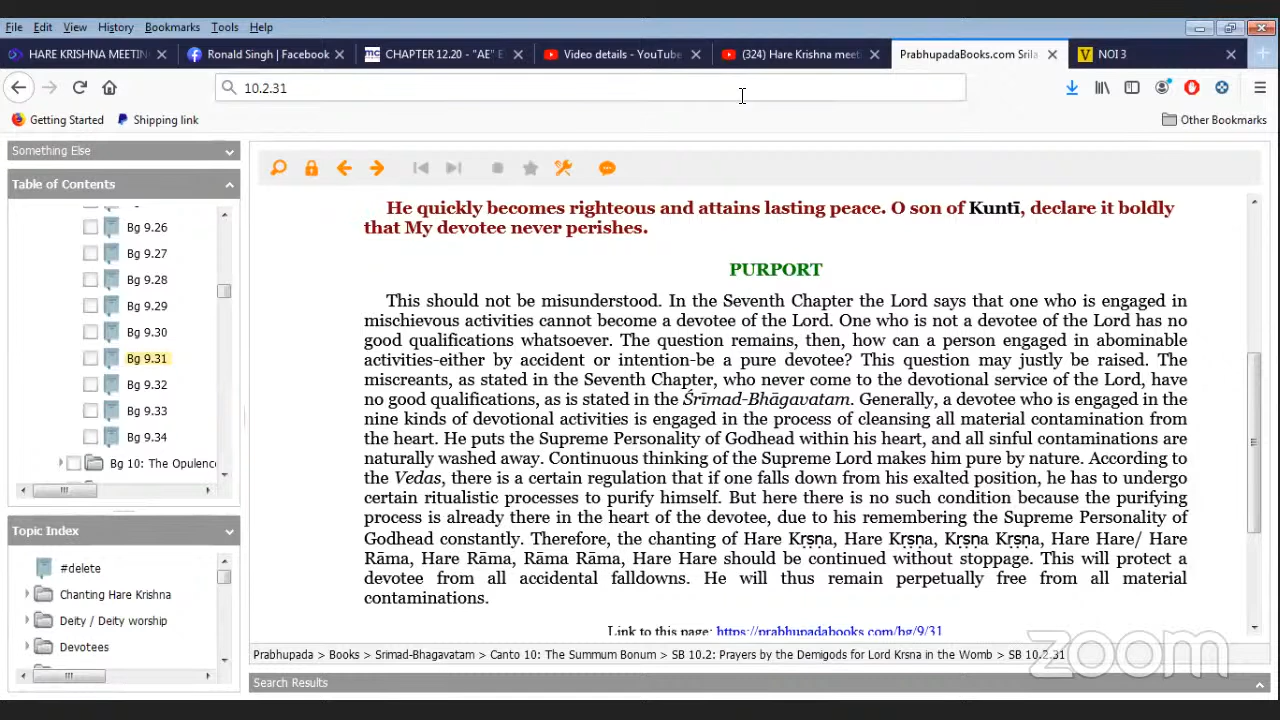 File Edit View History Bookmarks Tools Help
HARE KRISHNA MEETIN
Ronald Singh | Facebook
CHAPTER 12.20 - "AE" E
Video details - YouTube
(324) Hare Krishna meet
PrabhupadaBooks.com Srila
NOI 3
10.2.31
Getting Started Shipping link Other Bookmarks
Something Else
Table of Contents
Bg 9.26
Bg 9.27
Bg 9.28
Bg 9.29
Bg 9.30
Bg 9.31
Bg 9.32
Bg 9.33
Bg 9.34
Bg 10: The Opulence
Topic Index
#delete
Chanting Hare Krishna
Deity / Deity worship
Devotees
He quickly becomes righteous and attains lasting peace. O son of Kuntī, declare it boldly
that My devotee never perishes.
PURPORT
This should not be misunderstood. In the Seventh Chapter the Lord says that one who is engaged in
mischievous activities cannot become a devotee of the Lord. One who is not a devotee of the Lord has no
good qualifications whatsoever. The question remains, then, how can a person engaged in abominable
activities-either by accident or intention-be a pure devotee? This question may justly be raised. The
miscreants, as stated in the Seventh Chapter, who never come to the devotional service of the Lord, have
no good qualifications, as is stated in the Śrīmad-Bhāgavatam. Generally, a devotee who is engaged in the
nine kinds of devotional activities is engaged in the process of cleansing all material contamination from
the heart. He puts the Supreme Personality of Godhead within his heart, and all sinful contaminations are
naturally washed away. Continuous thinking of the Supreme Lord makes him pure by nature. According to
the Vedas, there is a certain regulation that if one falls down from his exalted position, he has to undergo
certain ritualistic processes to purify himself. But here there is no such condition because the purifying
process is already there in the heart of the devotee, due to his remembering the Supreme Personality of
Godhead constantly. Therefore, the chanting of Hare Kṛṣṇa, Hare Kṛṣṇa, Kṛṣṇa Kṛṣṇa, Hare Hare/ Hare
Rāma, Hare Rāma, Rāma Rāma, Hare Hare should be continued without stoppage. This will protect a
devotee from all accidental falldowns. He will thus remain perpetually free from all material
contaminations.
Link to this page: https://prabhupadabooks.com/bg/9/31
Prabhupada > Books > Srimad-Bhagavatam > Canto 10: The Summum Bonum > SB 10.2: Prayers by the Demigods for Lord Krsna in the Womb > SB 10.2.31
Search Results
zoom